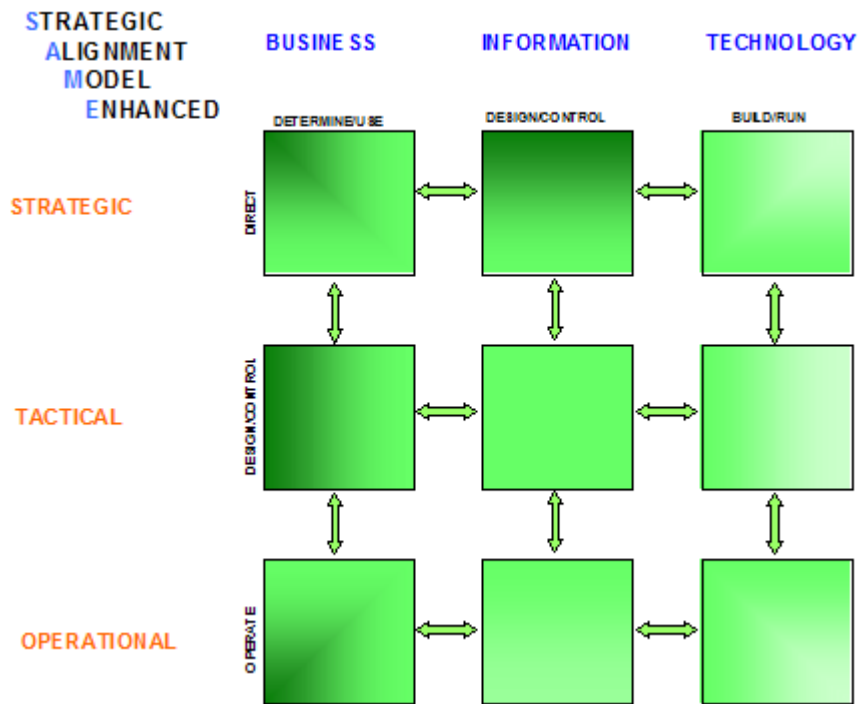 STRATEGIC
ALIGNMENT
MODEL
ENHANCED
BUSINESS INFORMATION TECHNOLOGY
DETERMINE/USE DESIGN/CONTROL BUILD/RUN
STRATEGIC
DIRECT
TACTICAL
DESIGN/CONTROL
OPERATIONAL
OPERATE